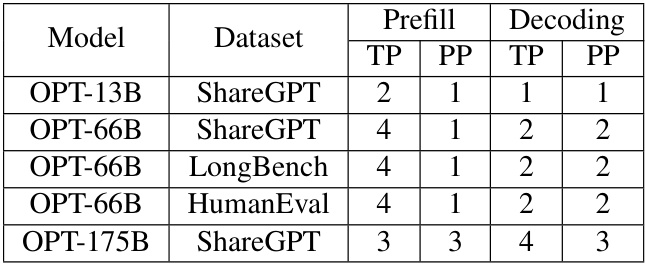 Model Dataset Prefill Decoding
TP PP TP PP
OPT-13B ShareGPT 2 1 1 1
OPT-66B ShareGPT 4 1 2 2
OPT-66B LongBench 4 1 2 2
OPT-66B HumanEval 4 1 2 2
OPT-175B ShareGPT 3 3 4 3